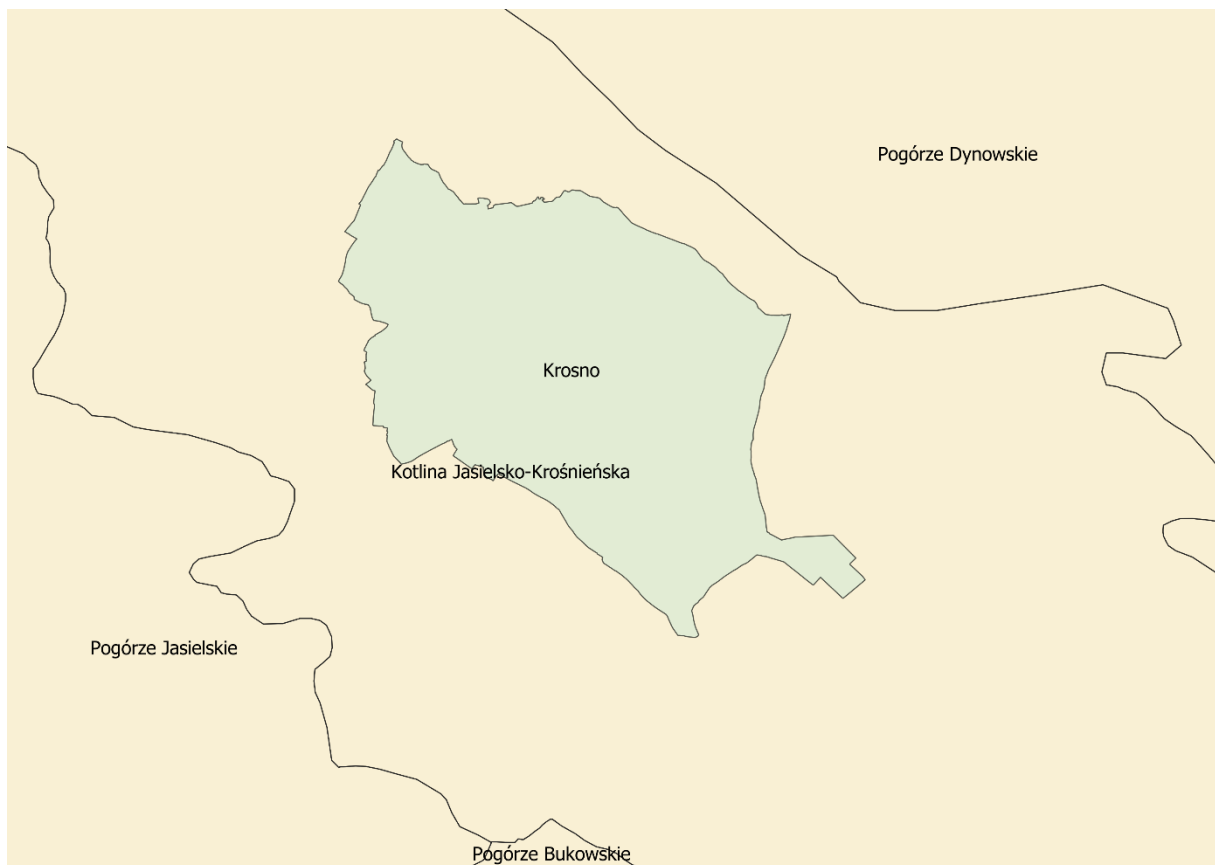 Pogórze Dynowskie
Krosno
Kotlina Jasielsko-Krośnieńska
Pogórze Jasielskie
Pogórze Bukowskie